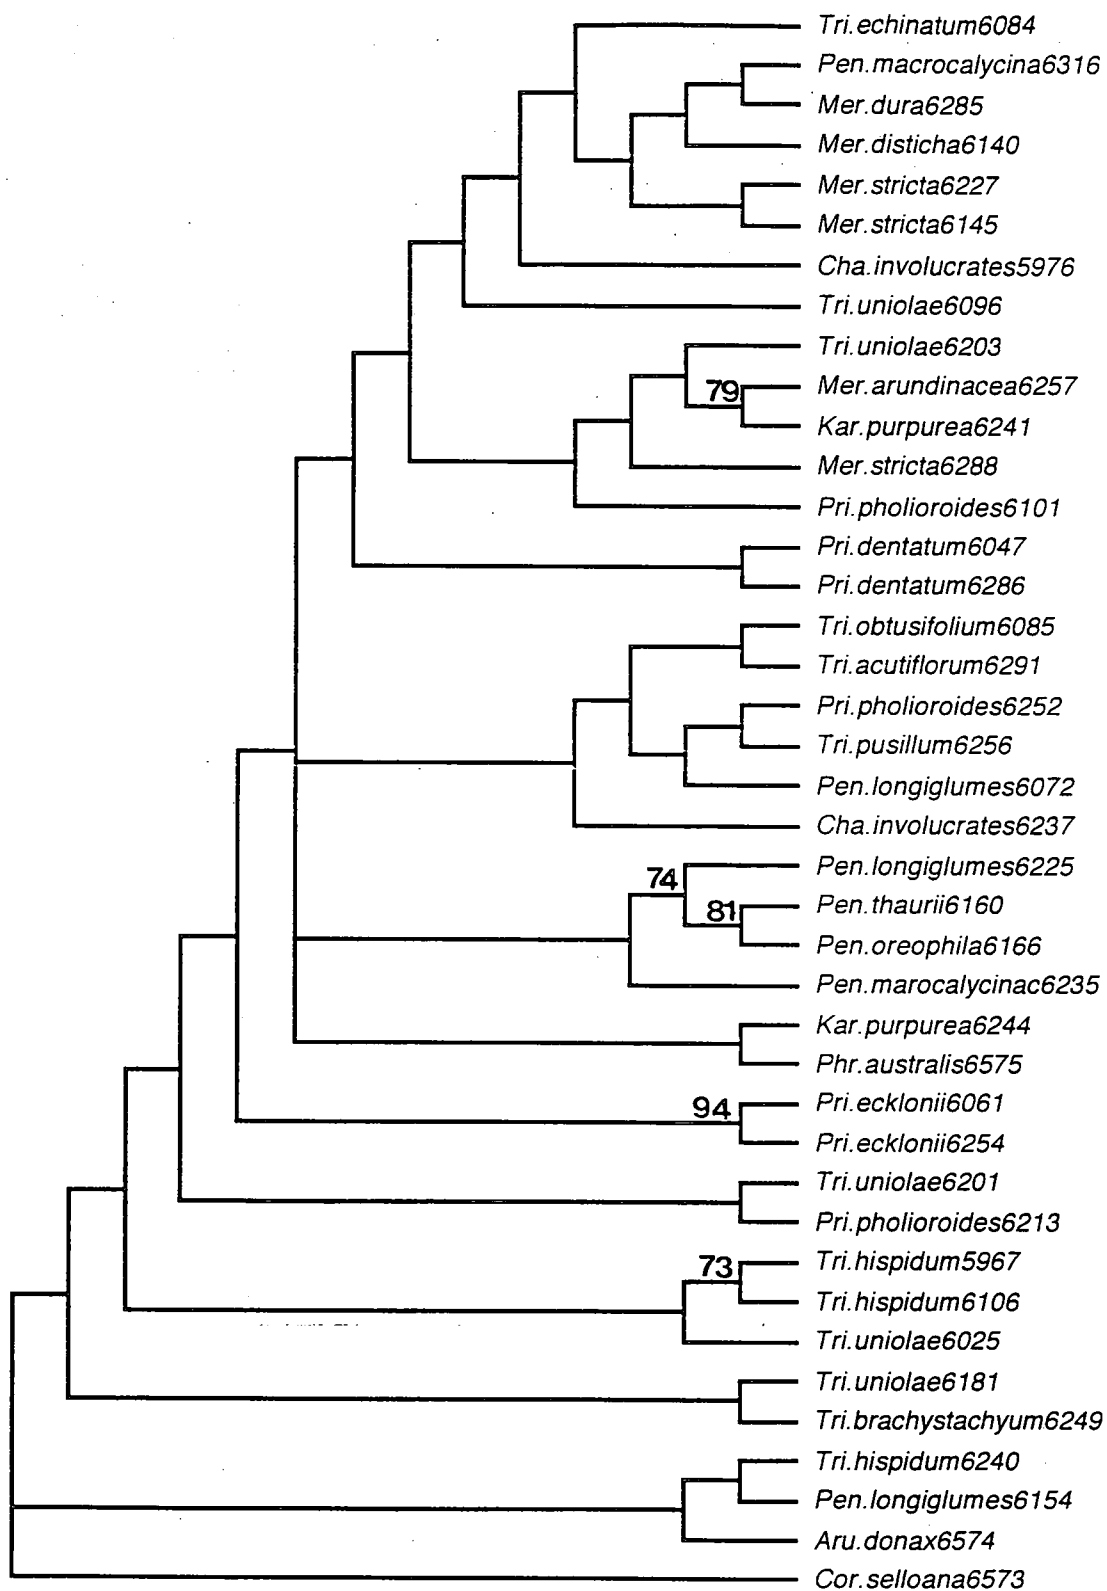 Tri.echinatum6084
Pen.macrocalycina6316
Mer.dura6285
Mer.disticha6140
Mer.stricta6227
Mer.stricta6145
Cha.involucrates5976
Tri.uniolae6096
Tri.uniolae6203
79 Mer.arundinacea6257
Kar.purpurea6241
Mer.stricta6288
Pri.pholioroides6101
Pri.dentatum6047
Pri.dentatum6286
Tri.obtusifolium6085
Tri.acutiflorum6291
Pri.pholioroides6252
Tri.pusillum6256
Pen.longiglumes6072
Cha.involucrates6237
Pen.longiglumes6225
74
81 Pen.thaurii6160
Pen.oreophila6166
Pen.marocalycinac6235
Kar.purpurea6244
Phr.australis6575
94 Pri.ecklonii6061
Pri.ecklonii6254
Tri.uniolae6201
Pri.pholioroides6213
73 Tri.hispidum5967
Tri.hispidum6106
Tri.uniolae6025
Tri.uniolae6181
Tri.brachystachyum6249
Tri.hispidum6240
Pen.longiglumes6154
Aru.donax6574
Cor.selloana6573